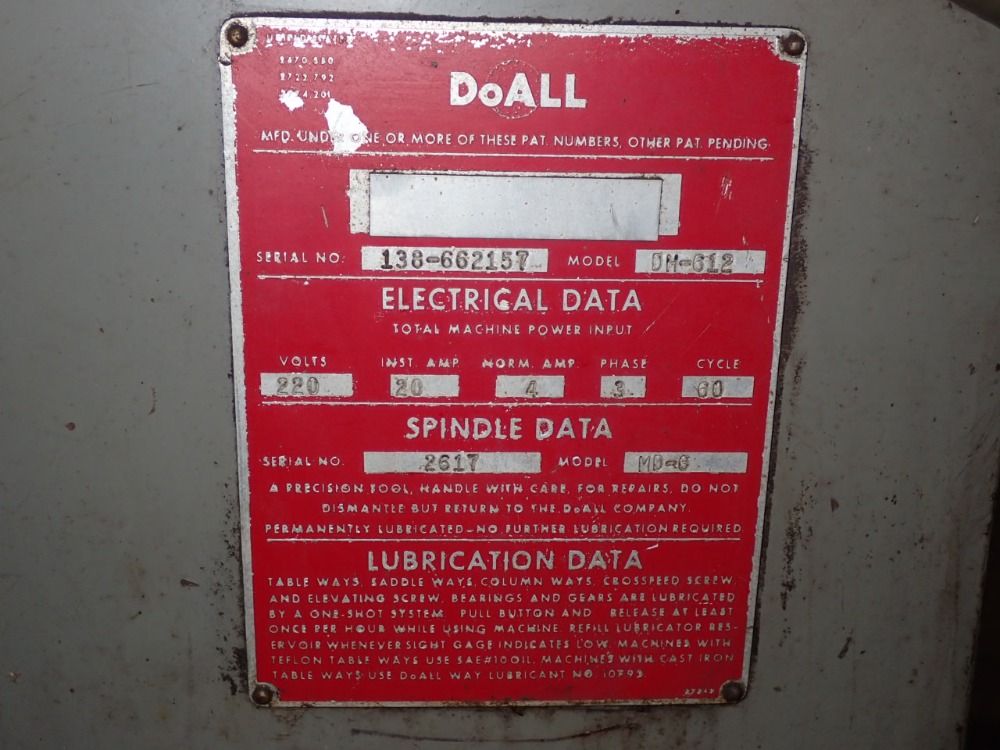 2722,792
DoALL
MFD. UNDER ONE OR MORE OF THESE PAT. NUMBERS, OTHER PAT. PENDING
SERIAL NO: 138-662157 MODEL DH-612
ELECTRICAL DATA
TOTAL MACHINE POWER INPUT
VOLTS INST. AMP. NORM. AMP. PHASE CYCLE
220 20 4 3 60
SPINDLE DATA
SERIAL NO. 2617 MODEL
A PRECISION TOOL, HANDLE WITH CARE, FOR REPAIRS, DO NOT
DISMANTLE BUT RETURN TO THE DoALL COMPANY.
PERMANENTLY LUBRICATED-NO FURTHER LUBRICATION REQUIRED
LUBRICATION DATA
TABLE WAYS, SADDLE WAYS, COLUMN WAYS, CROSSFEED SCREW,
AND ELEVATING SCREW, BEARINGS AND GEARS ARE LUBRICATED
BY A ONE-SHOT SYSTEM. PULL BUTTON AND RELEASE AT LEAST
ONCE PER HOUR WHILE USING MACHINE. REFILL LUBRICATOR RES-
ERVOIR WHENEVER SIGHT GAGE INDICATES LOW. MACHINES WITH
TEFLON TABLE WAYS USE SAE#10 OIL. MACHINES WITH CAST IRON
TABLE WAYS USE DoALL WAY LUBRICANT NO 10793.